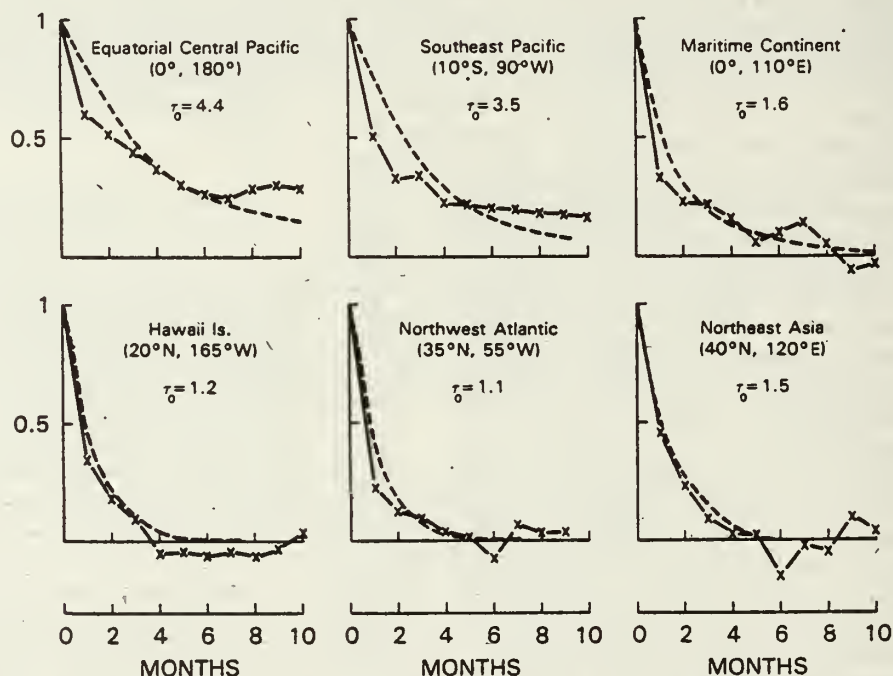 1
0.5
Equatorial Central Pacific
(0°, 180°)
τ₀=4.4
Southeast Pacific
(10°S, 90°W)
τ₀=3.5
Maritime Continent
(0°, 110°E)
τ₀=1.6
1
0.5
Hawaii Is.
(20°N, 165°W)
τ₀=1.2
Northwest Atlantic
(35°N, 55°W)
τ₀=1.1
Northeast Asia
(40°N, 120°E)
τ₀=1.5
0 2 4 6 8 10
MONTHS
0 2 4 6 8 10
MONTHS
0 2 4 6 8 10
MONTHS